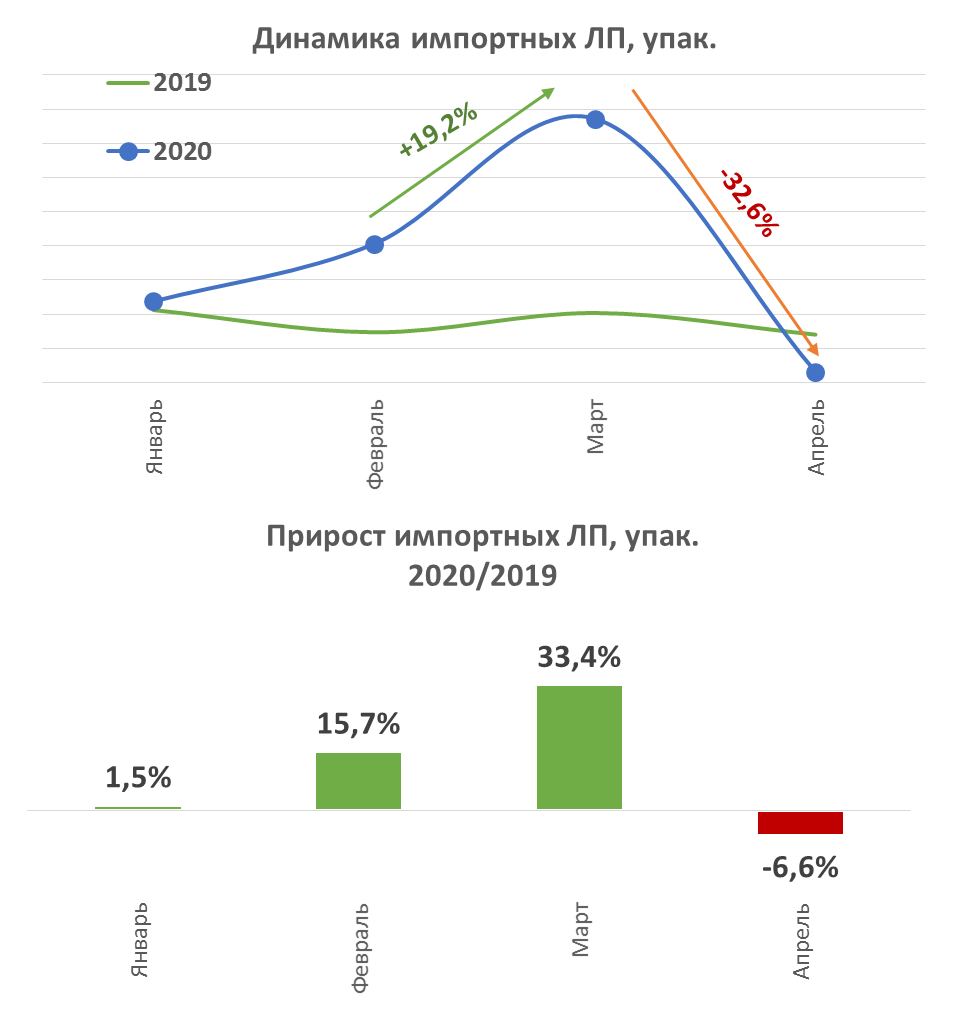 Динамика импортных ЛП, упак.
2019
2020
+19,2%
-32,6%
Январь
Февраль
Март
Апрель
Прирост импортных ЛП, упак.
2020/2019
1,5%
15,7%
33,4%
-6,6%
Январь
Февраль
Март
Апрель